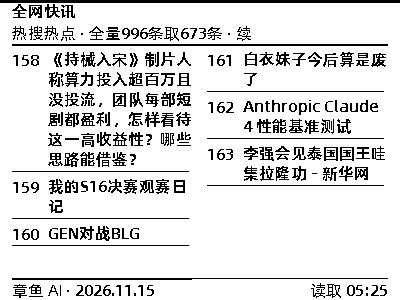 全网快讯
热搜热点·全量996条取673条·续
158 《持械入宋》制片人
称算力投入超百万且
没投流，团队每部短
剧都盈利，怎样看待
这一高收益性？哪些
思路能借鉴？
159 我的S16决赛观赛日
记
160 GEN对战BLG
161 白衣妹子今后算是废
了
162 Anthropic Claude
4 性能基准测试
163 李强会见泰国国王哇
集拉隆功 - 新华网
章鱼 AI · 2026.11.15
读取 05:25